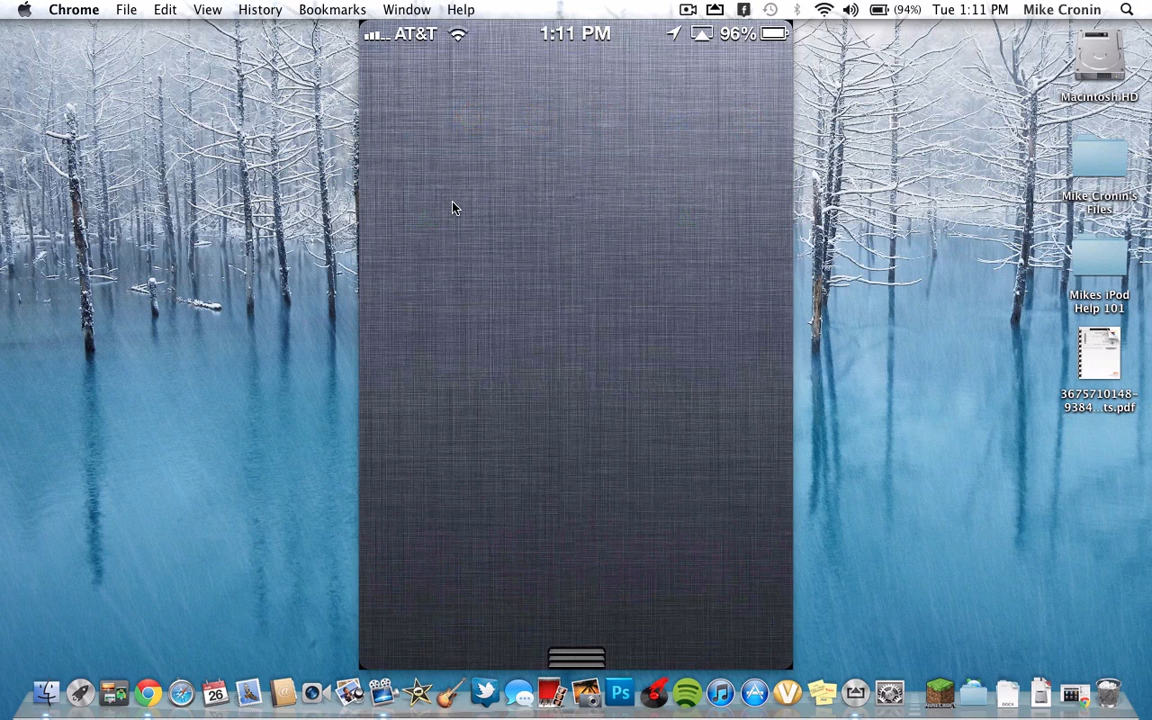 Chrome File Edit View History Bookmarks Window Help (94%) Tue 1:11 PM Mike Cronin
AT&T 1:11 PM 96%
Macintosh HD
Mike Cronin's
Files
Mikes iPod
Help 101
3675710148-
9384...ts.pdf
26
Ps